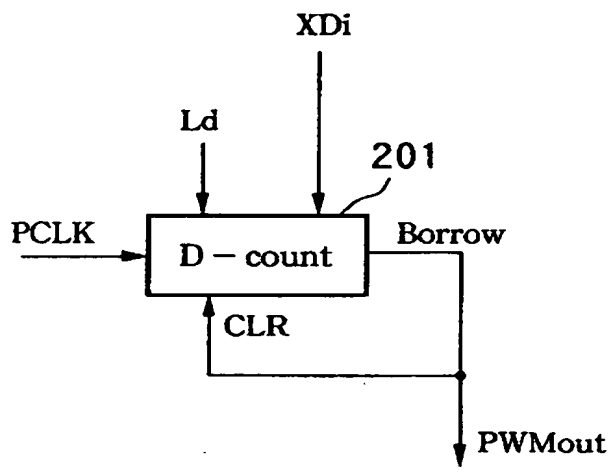 XDi
Ld
201
PCLK
D-count
Borrow
CLR
PWMout